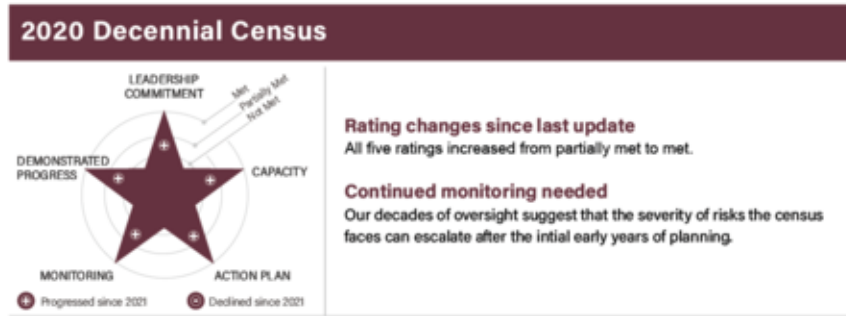 2020 Decennial Census
LEADERSHIP
COMMITMENT
Met
Partially Met
Not Met
DEMONSTRATED
PROGRESS
CAPACITY
MONITORING
ACTION PLAN
Progressed since 2021
Declined since 2021
Rating changes since last update
All five ratings increased from partially met to met.
Continued monitoring needed
Our decades of oversight suggest that the severity of risks the census
faces can escalate after the intial early years of planning.